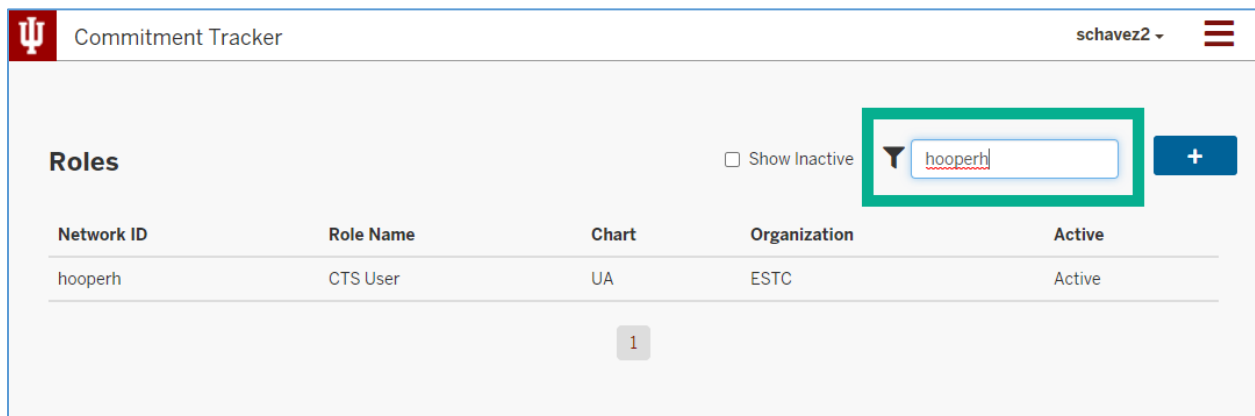 Commitment Tracker schavez2
Roles Show Inactive hooperh +
Network ID Role Name Chart Organization Active
hooperh CTS User UA ESTC Active
1